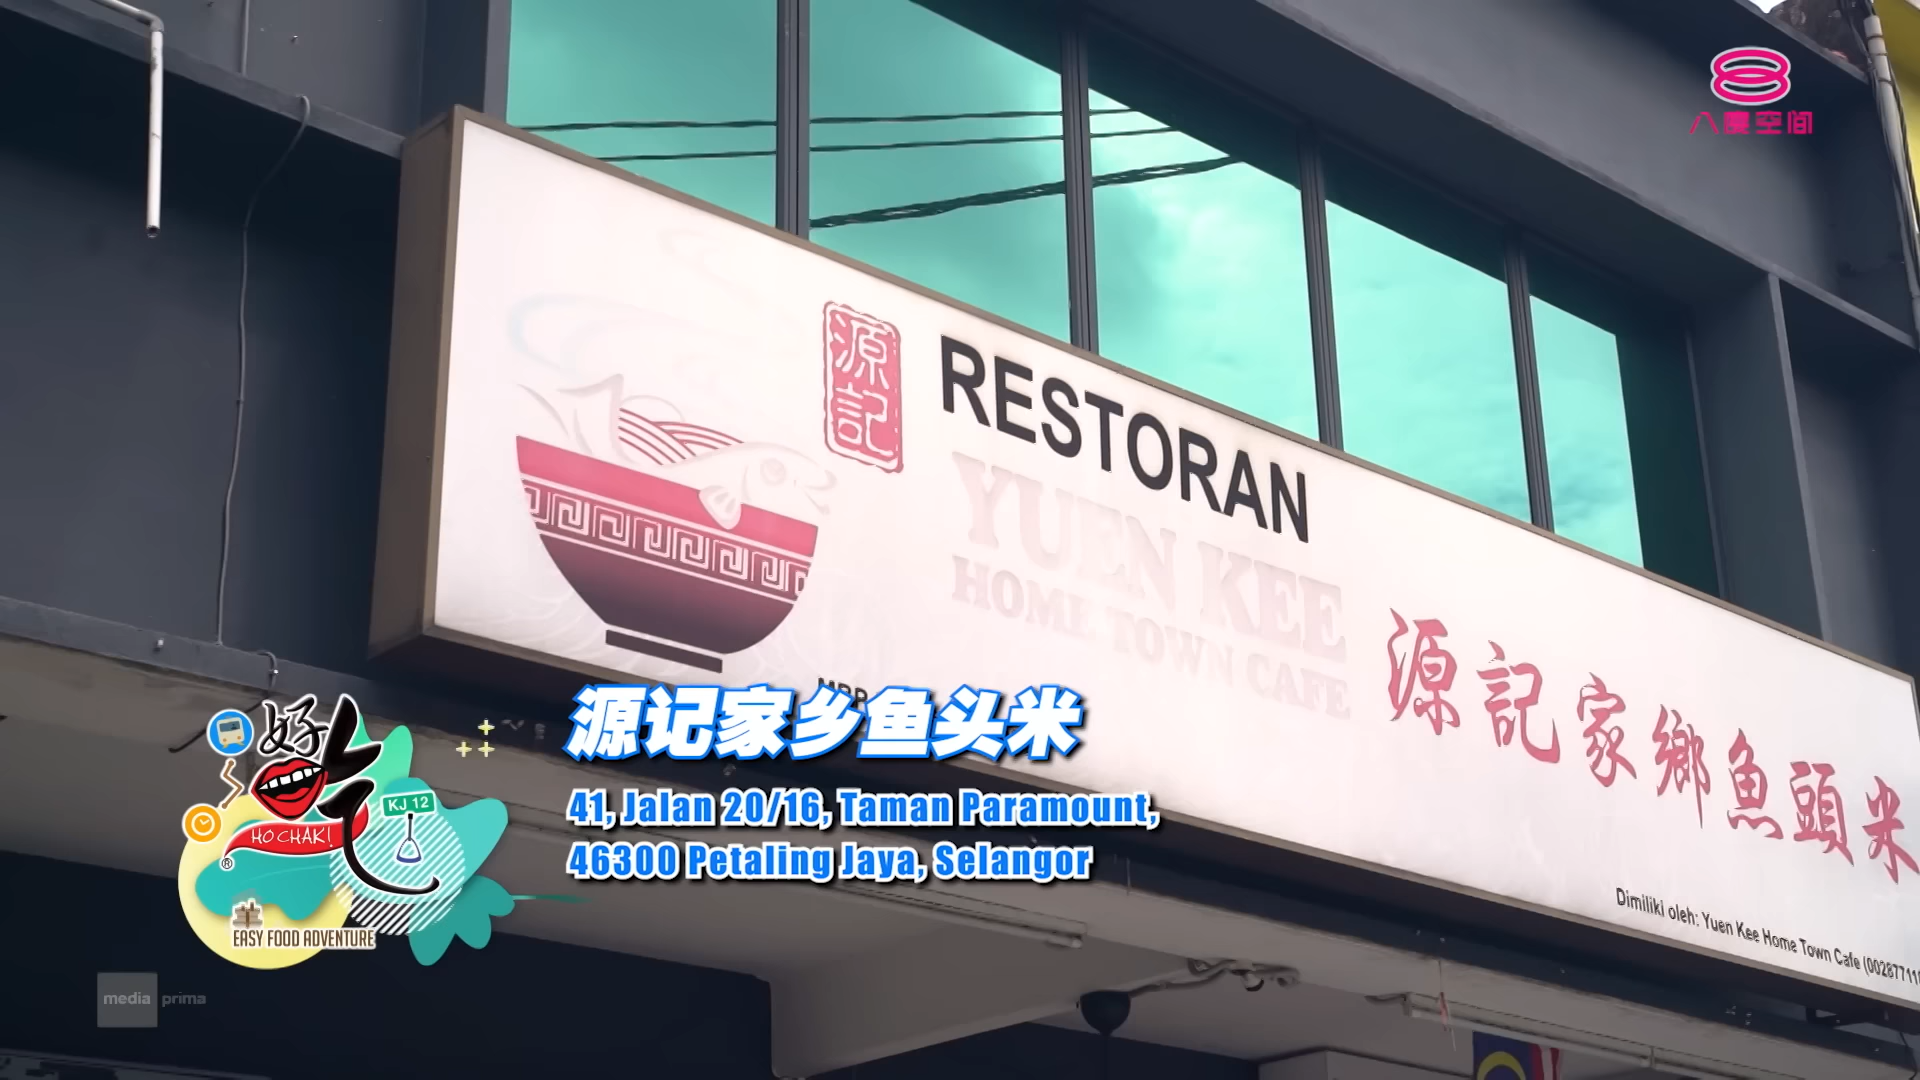 八度空间
源記
RESTORAN
YUEN KEE
HOME TOWN CAFE
源記家鄉魚頭米
Dimiliki oleh: Yuen Kee Home Town Cafe
源记家乡鱼头米
41, Jalan 20/16, Taman Paramount,
46300 Petaling Jaya, Selangor
好吃
HO CHAK!
®
KJ 12
EASY FOOD ADVENTURE
media prima